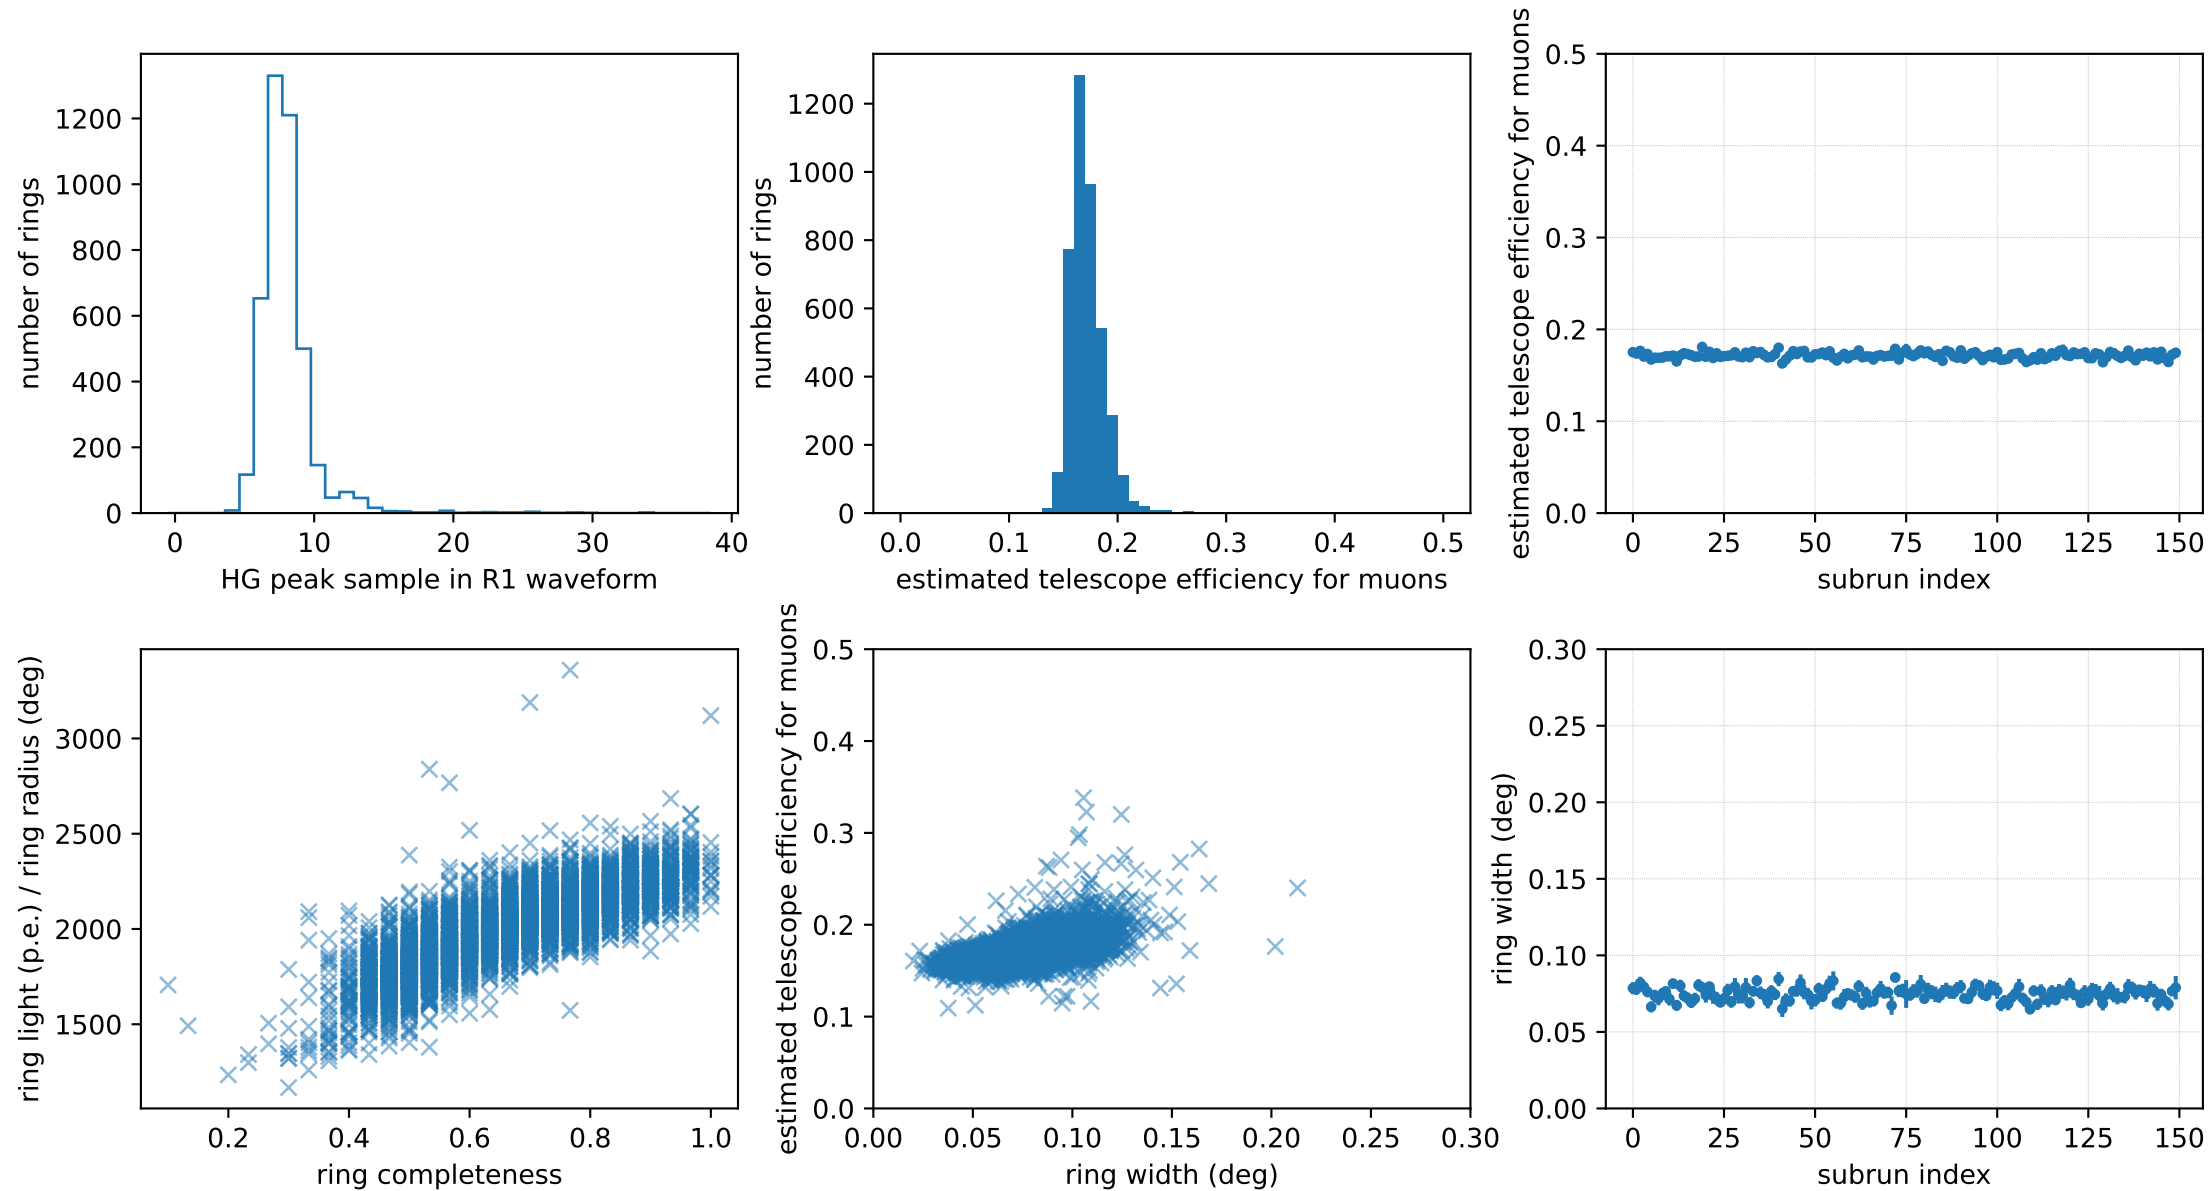 number of rings
1200
1000
800
600
400
200
0
0 10 20 30 40
HG peak sample in R1 waveform
number of rings
1200
1000
800
600
400
200
0
0.0 0.1 0.2 0.3 0.4 0.5
estimated telescope efficiency for muons
estimated telescope efficiency for muons
0.5
0.4
0.3
0.2
0.1
0.0
0 25 50 75 100 125 150
subrun index
ring light (p.e.) / ring radius (deg)
3000
2500
2000
1500
0.2 0.4 0.6 0.8 1.0
ring completeness
estimated telescope efficiency for muons
0.5
0.4
0.3
0.2
0.1
0.0
0.00 0.05 0.10 0.15 0.20 0.25 0.30
ring width (deg)
ring width (deg)
0.30
0.25
0.20
0.15
0.10
0.05
0.00
0 25 50 75 100 125 150
subrun index